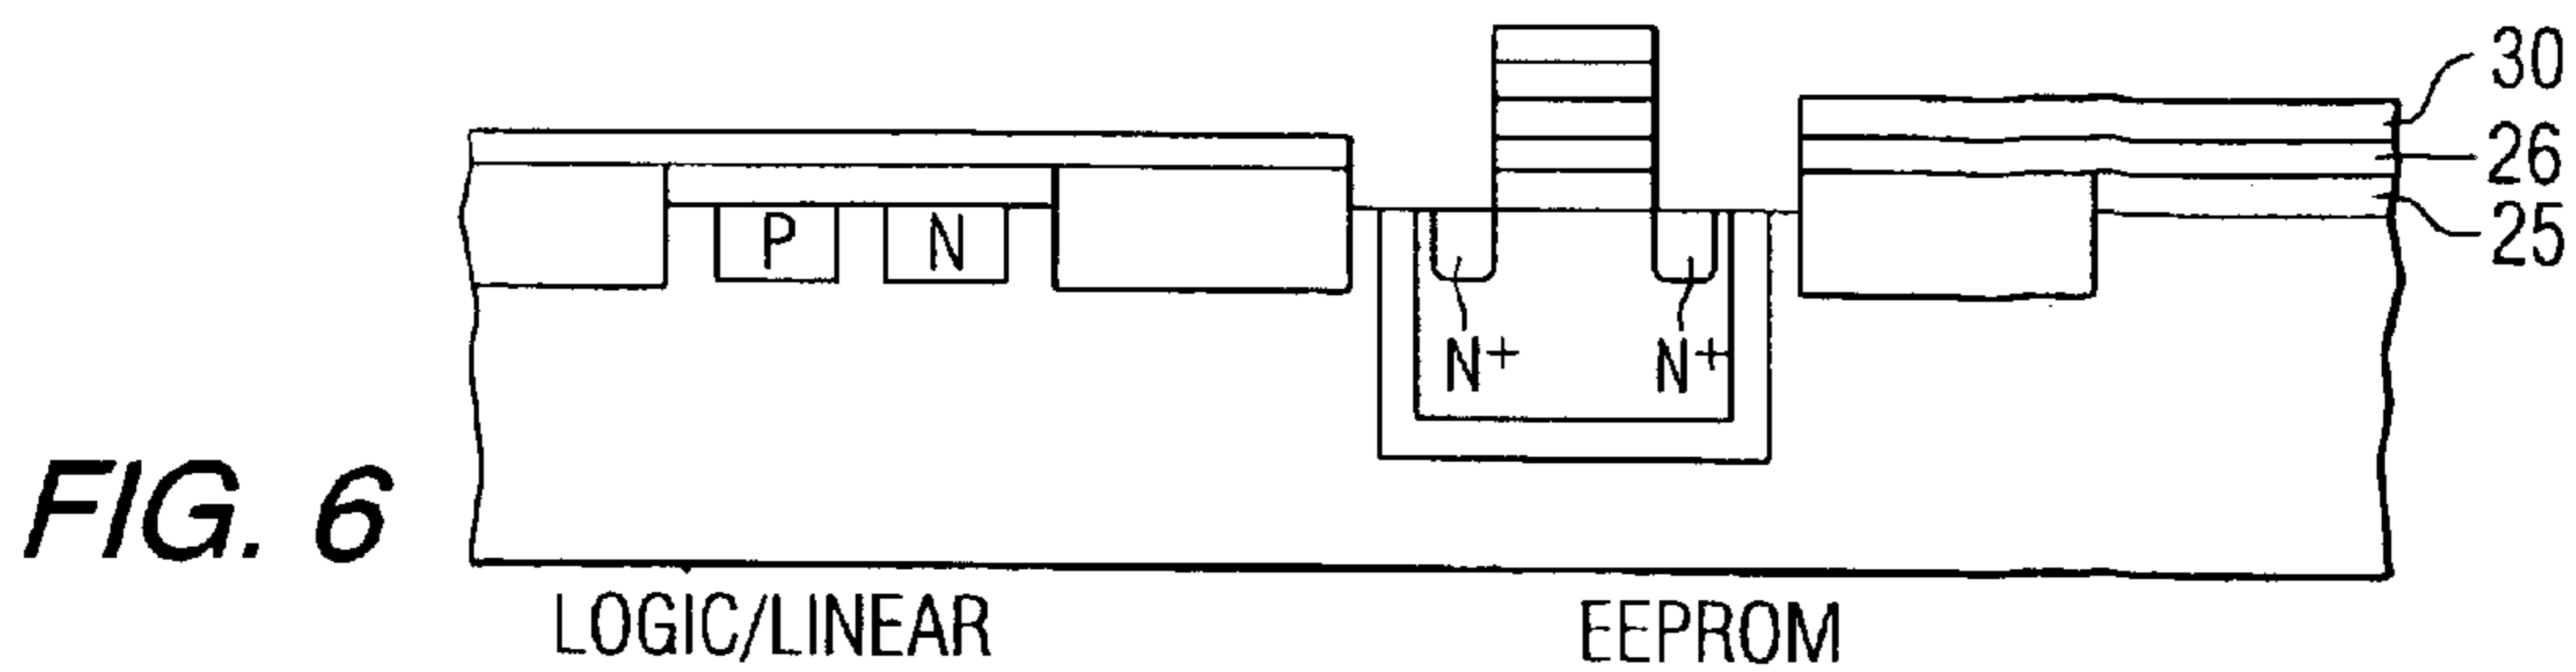 30
26
25
P N
N+ N+
FIG. 6
LOGIC/LINEAR EEPROM